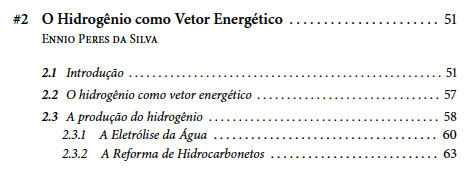 #2 O Hidrogênio como Vetor Energético . . . . . . . . . . . . . . . . . . . . . . . . . . . 51
Ennio Peres da Silva
2.1 Introdução . . . . . . . . . . . . . . . . . . . . . . . . . . . . . . . . . . . . . . . . . . . . . . . . . . 51
2.2 O hidrogênio como vetor energético . . . . . . . . . . . . . . . . . . . . . . . . . . . . . 57
2.3 A produção do hidrogênio . . . . . . . . . . . . . . . . . . . . . . . . . . . . . . . . . . . . . 58
2.3.1 A Eletrólise da Água . . . . . . . . . . . . . . . . . . . . . . . . . . . . . . . . . . . . . . 60
2.3.2 A Reforma de Hidrocarbonetos . . . . . . . . . . . . . . . . . . . . . . . . . . . . . 63